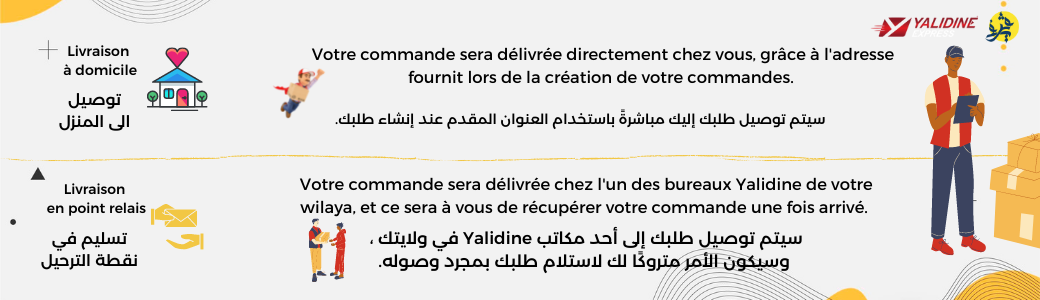 YALIDINE
EXPRESS
Livraison
à domicile
توصيل
الى المنزل
Votre commande sera délivrée directement chez vous, grâce à l'adresse
fournit lors de la création de votre commandes.
سيتم توصيل طلبك إليك مباشرةً باستخدام العنوان المقدم عند إنشاء طلبك.
Livraison
en point relais
تسليم في
نقطة الترحيل
Votre commande sera délivrée chez l'un des bureaux Yalidine de votre
wilaya, et ce sera à vous de récupérer votre commande une fois arrivé.
سيتم توصيل طلبك إلى أحد مكاتب Yalidine في ولايتك ،
وسيكون الأمر متروكًا لك لاستلام طلبك بمجرد وصوله.